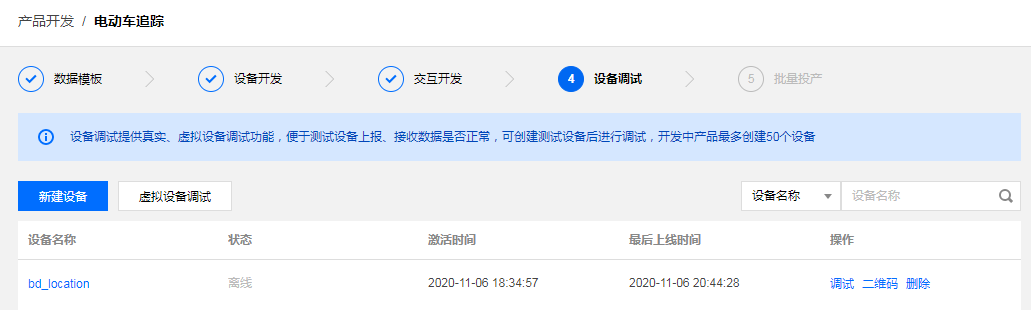 产品开发 / 电动车追踪
数据模板 设备开发 交互开发 4 设备调试 5 批量投产
设备调试提供真实、虚拟设备调试功能，便于测试设备上报、接收数据是否正常，可创建测试设备后进行调试，开发中产品最多创建50个设备
新建设备 虚拟设备调试 设备名称 设备名称
设备名称 状态 激活时间 最后上线时间 操作
bd_location 离线 2020-11-06 18:34:57 2020-11-06 20:44:28 调试 二维码 删除